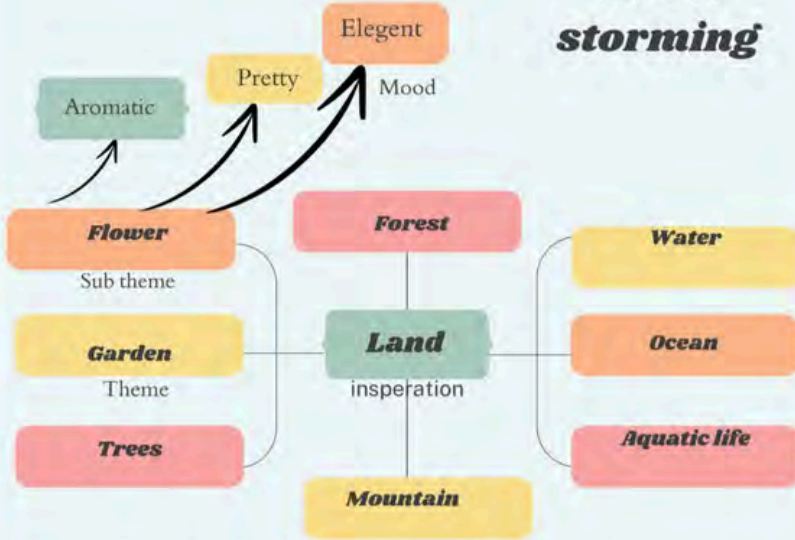 storming
Elegent
Pretty
Mood
Aromatic
Flower
Sub theme
Forest
Water
Garden
Theme
Land
insperation
Ocean
Trees
Aquatic life
Mountain